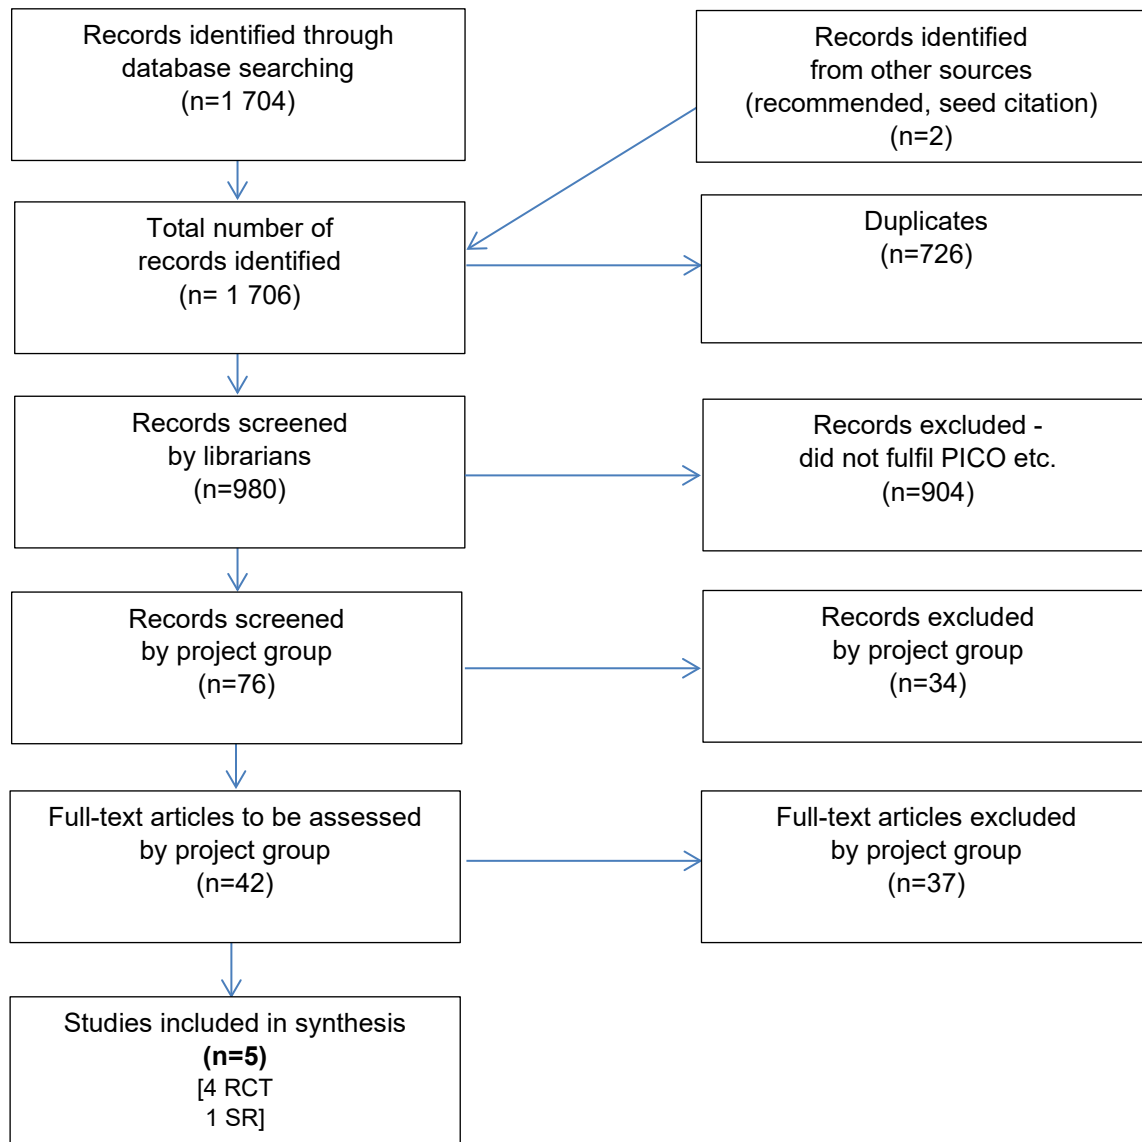 Records identified through
database searching
(n=1 704)
Records identified
from other sources
(recommended, seed citation)
(n=2)
Total number of
records identified
(n= 1 706)
Duplicates
(n=726)
Records screened
by librarians
(n=980)
Records excluded -
did not fulfil PICO etc.
(n=904)
Records screened
by project group
(n=76)
Records excluded
by project group
(n=34)
Full-text articles to be assessed
by project group
(n=42)
Full-text articles excluded
by project group
(n=37)
Studies included in synthesis
(n=5)
[4 RCT
1 SR]